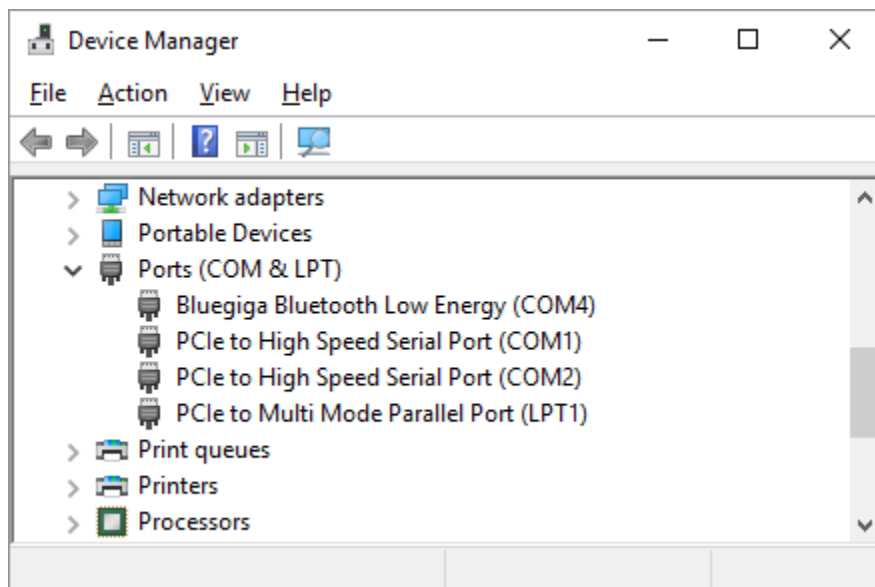 Device Manager
File Action View Help
Network adapters
Portable Devices
Ports (COM & LPT)
Bluegiga Bluetooth Low Energy (COM4)
PCIe to High Speed Serial Port (COM1)
PCIe to High Speed Serial Port (COM2)
PCIe to Multi Mode Parallel Port (LPT1)
Print queues
Printers
Processors